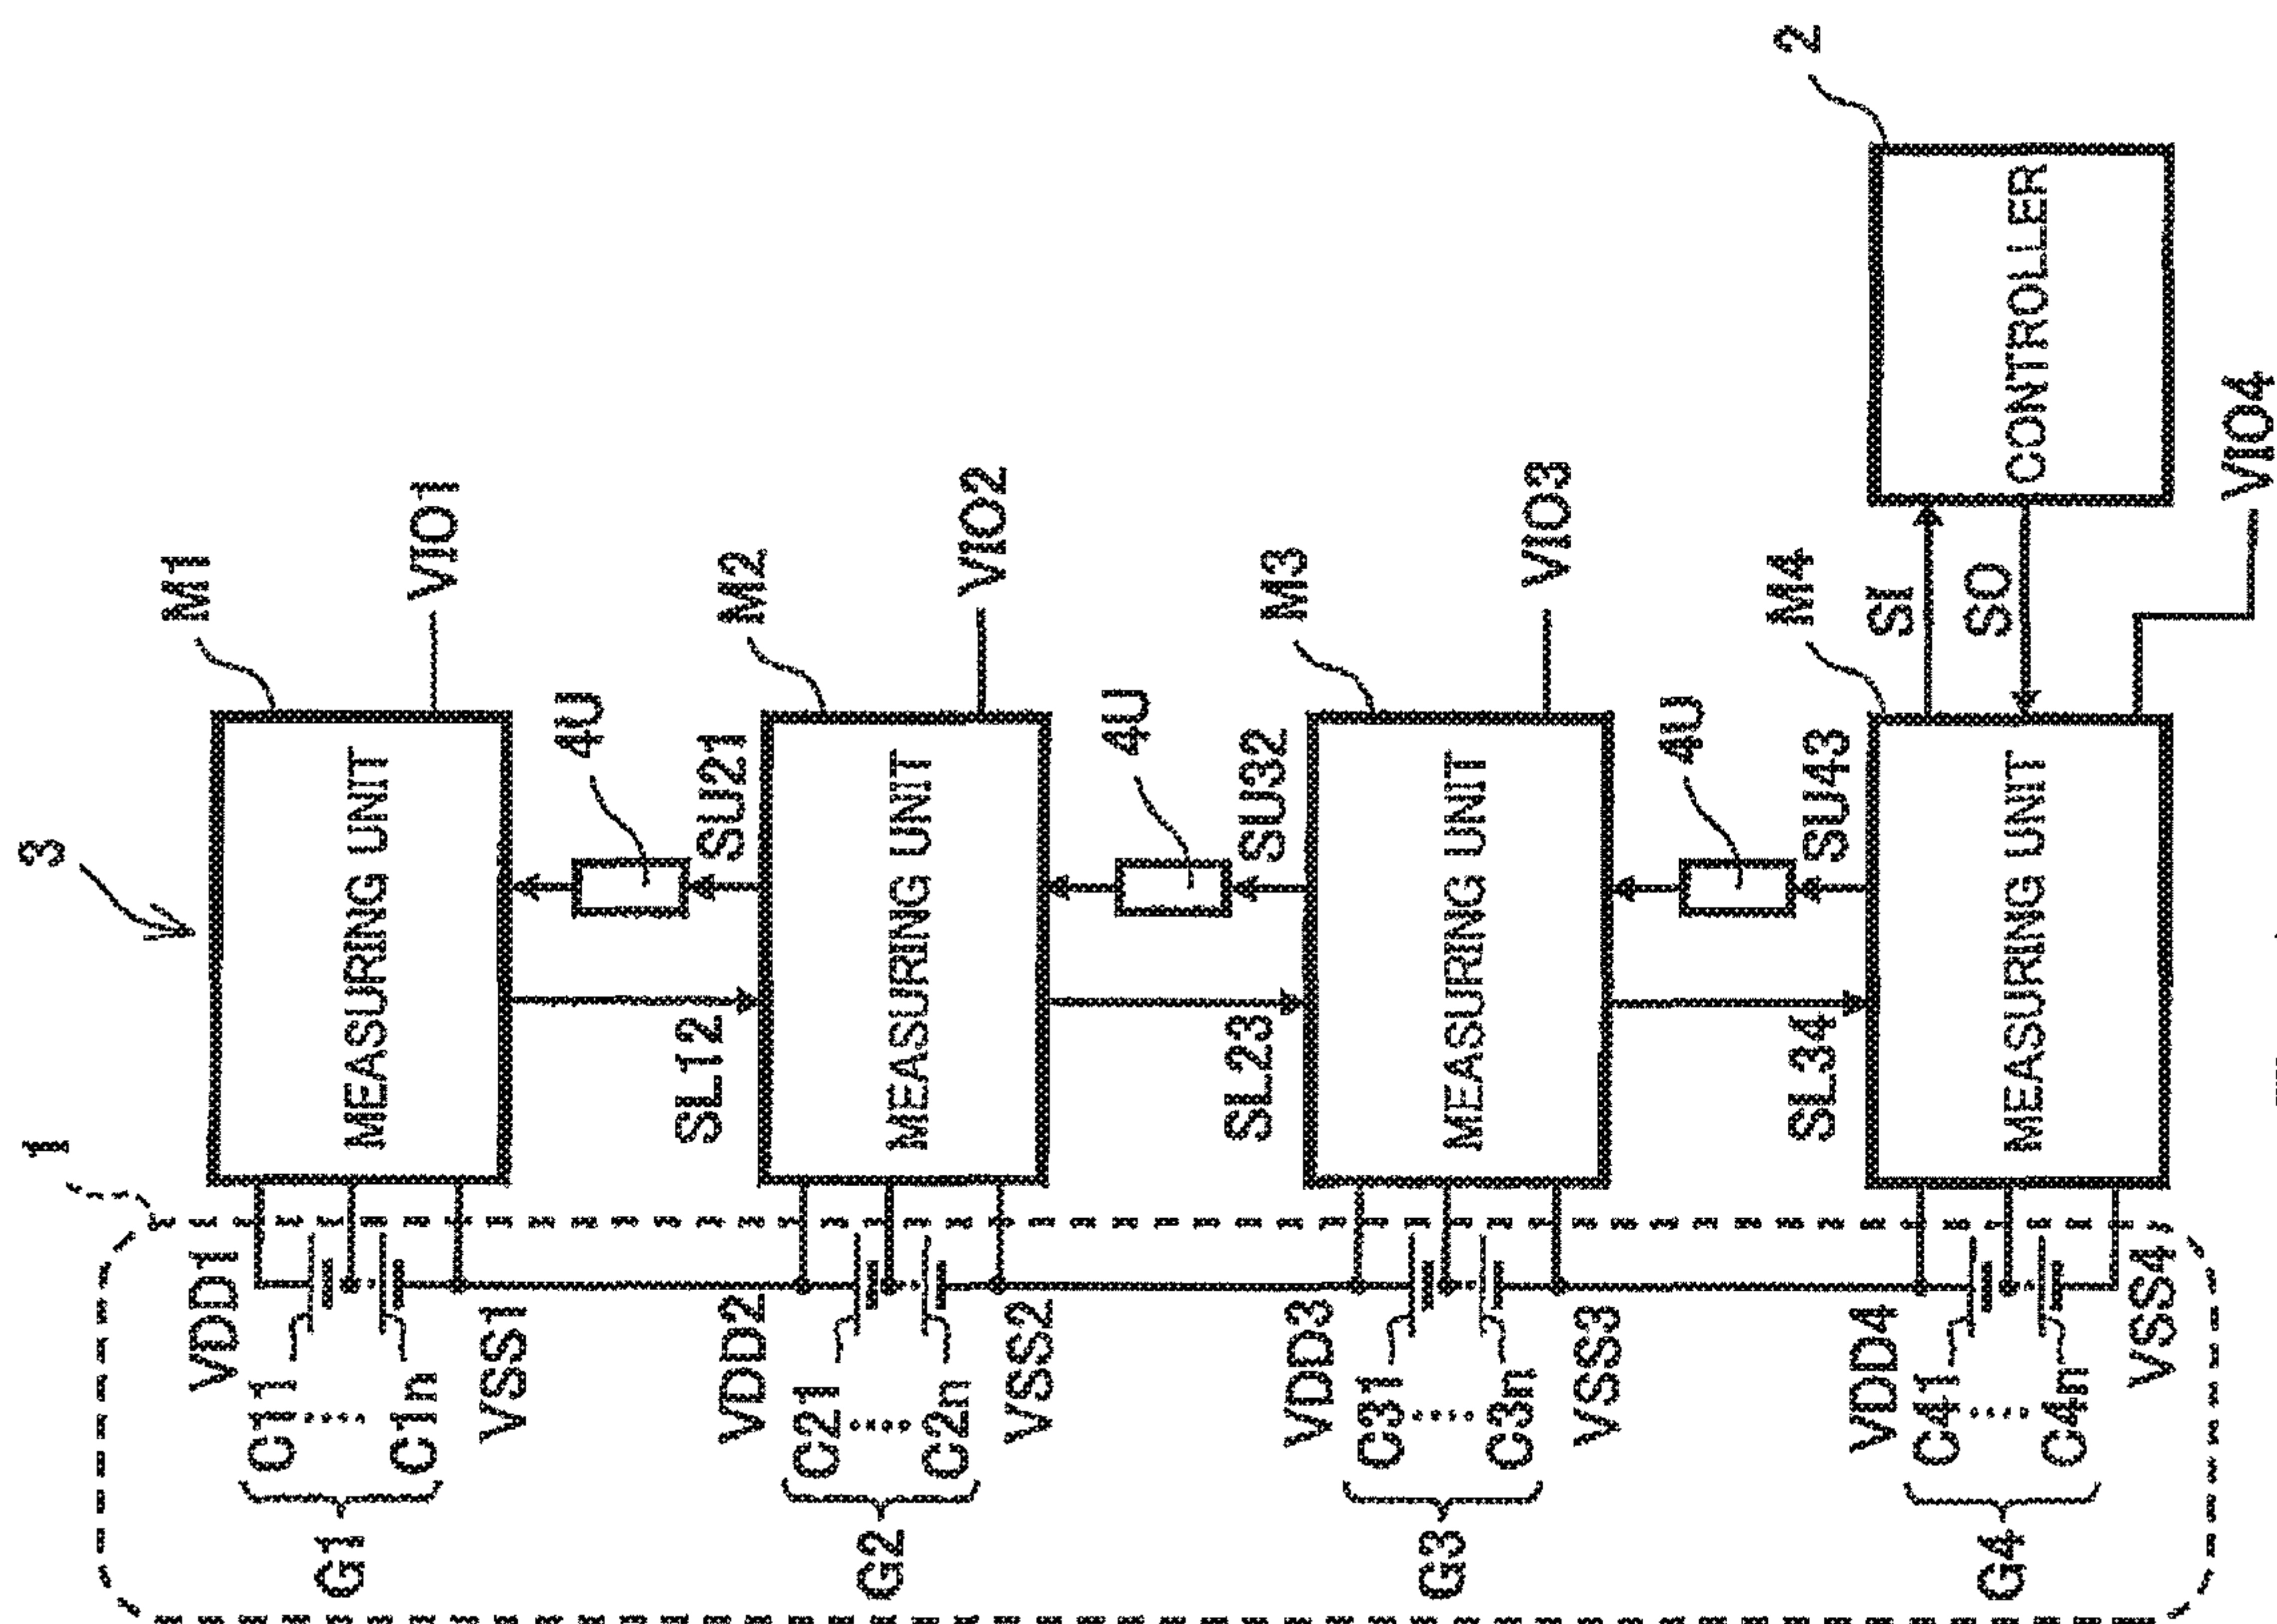 3
1
M1
VDD1
C11
C1n
G1
VSS1
MEASURING UNIT
VIO1
4U
SU21
SL12
M2
VDD2
C21
C2n
G2
VSS2
MEASURING UNIT
VIO2
4U
SU32
SL23
M3
VDD3
C31
C3n
G3
VSS3
MEASURING UNIT
VIO3
4U
SU43
SL34
M4
VDD4
C41
C4n
G4
VSS4
MEASURING UNIT
SI
SO
VIO4
2
CONTROLLER